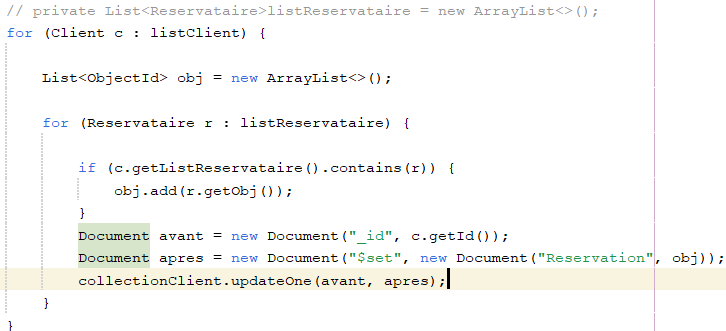 // private List<Reservataire>listReservataire = new ArrayList<>();
for (Client c : listClient) {
List<ObjectId> obj = new ArrayList<>();
for (Reservataire r : listReservataire) {
if (c.getListReservataire().contains(r)) {
obj.add(r.getObj());
}
Document avant = new Document("_id", c.getId());
Document apres = new Document("$set", new Document("Reservation", obj));
collectionClient.updateOne(avant, apres);
}
}